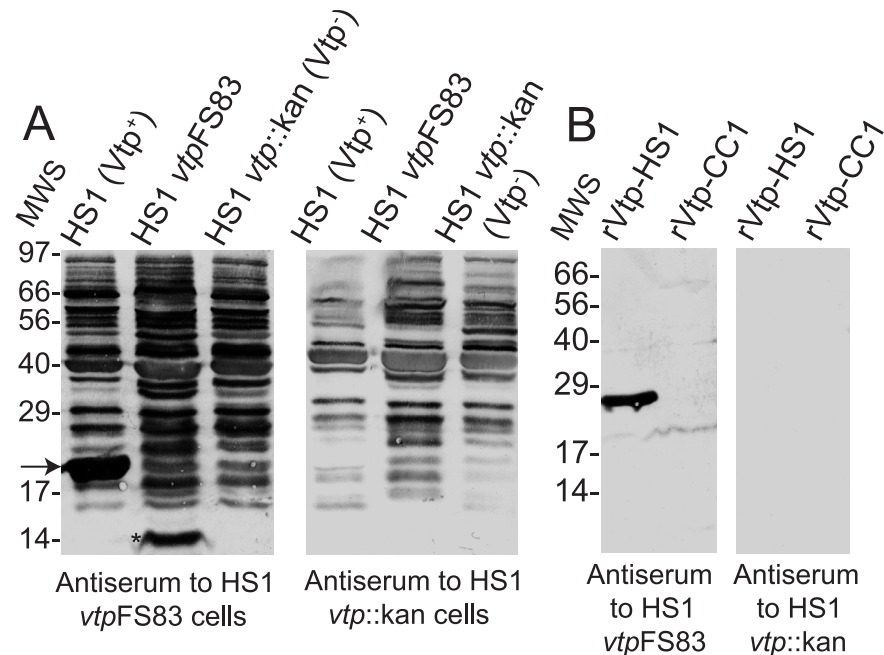 A
MWS
HS1 (Vtp⁺)
HS1 vtpFS83
HS1 vtp::kan (Vtp⁻)
HS1 (Vtp⁺)
HS1 vtpFS83
HS1 vtp::kan
(Vtp⁻)
97-
66-
56-
40-
29-
17-
14-
*
Antiserum to HS1
vtpFS83 cells
Antiserum to HS1
vtp::kan cells
B
MWS
rVtp-HS1
rVtp-CC1
rVtp-HS1
rVtp-CC1
66-
56-
40-
29-
17-
14-
Antiserum
to HS1
vtpFS83
Antiserum
to HS1
vtp::kan